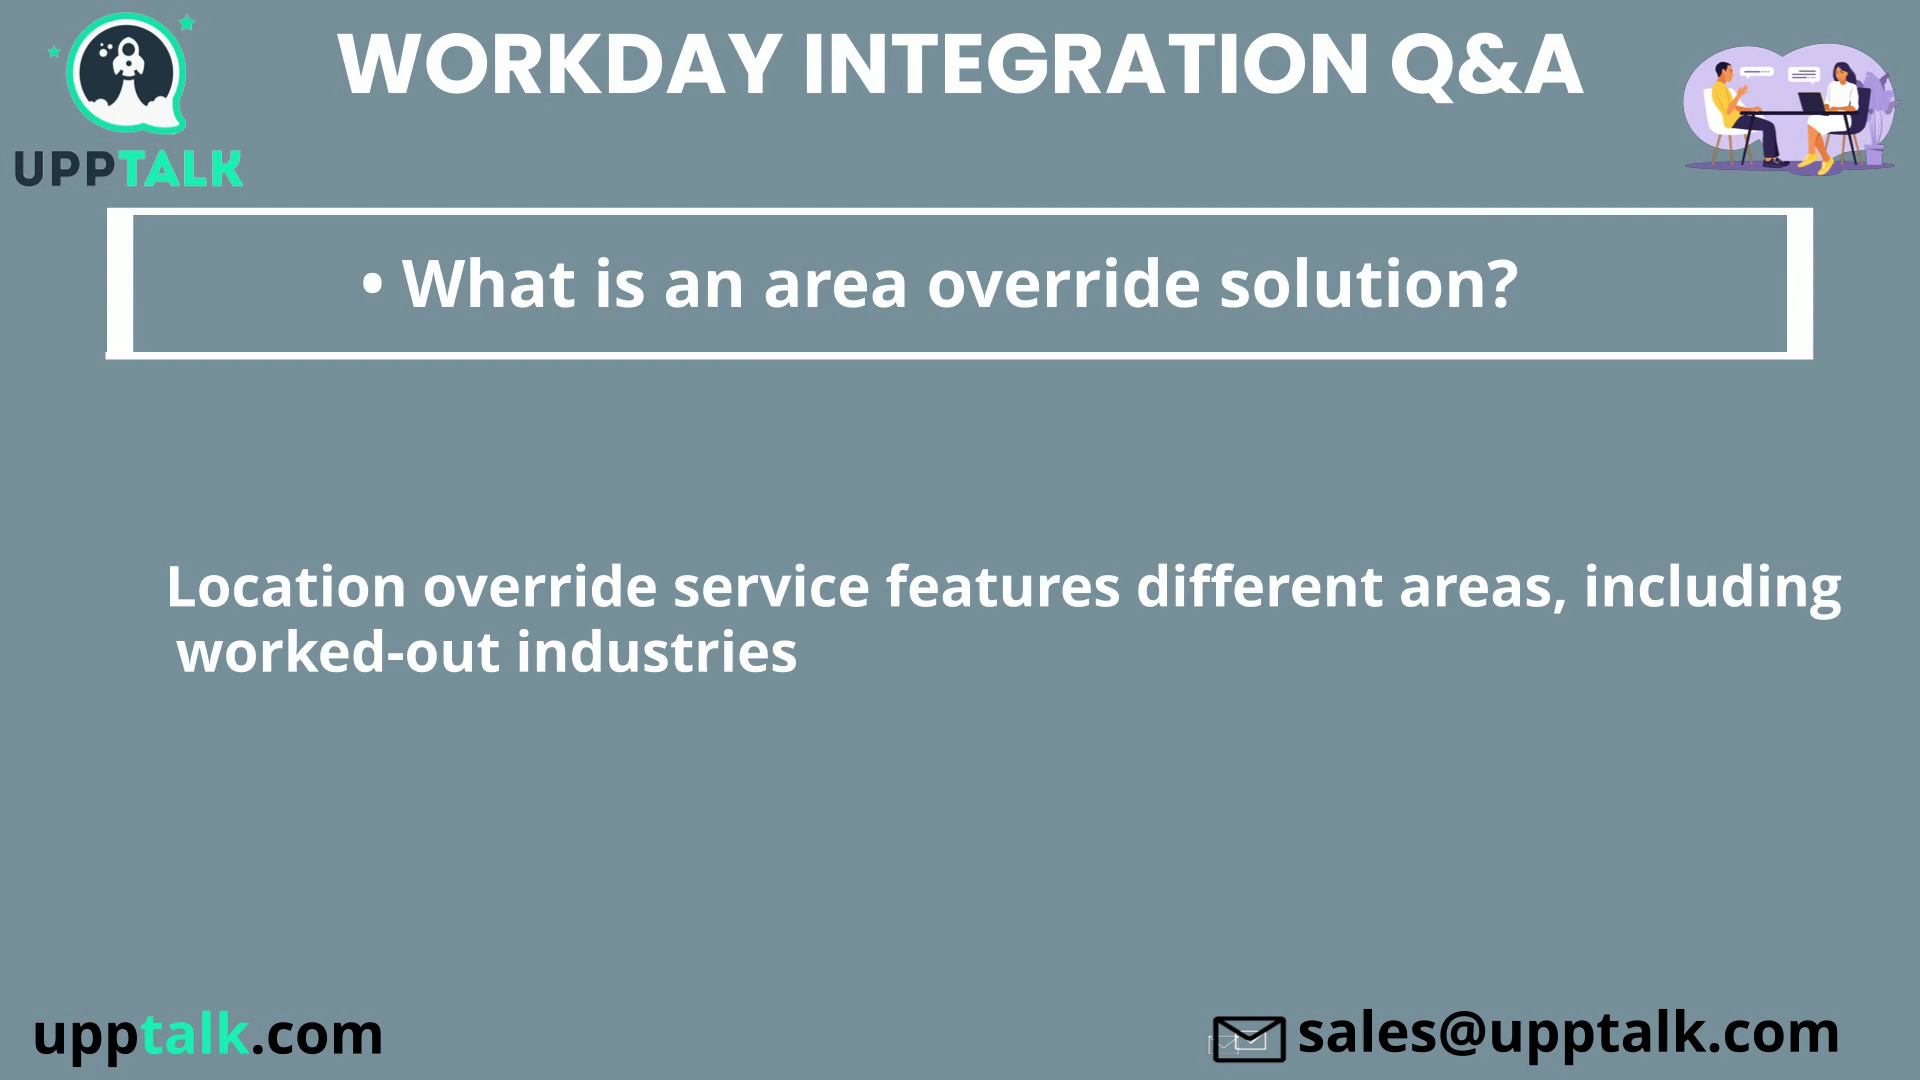 WORKDAY INTEGRATION Q&A
UPPTALK
• What is an area override solution?
Location override service features different areas, including
worked-out industries
upptalk.com
sales@upptalk.com